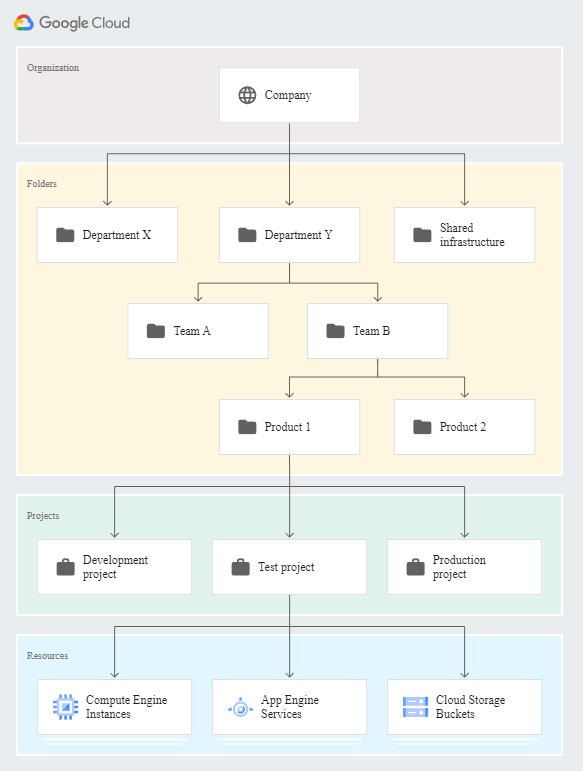 Google Cloud
Organization
Company
Folders
Department X
Department Y
Shared
infrastructure
Team A
Team B
Product 1
Product 2
Projects
Development
project
Test project
Production
project
Resources
Compute Engine
Instances
App Engine
Services
Cloud Storage
Buckets